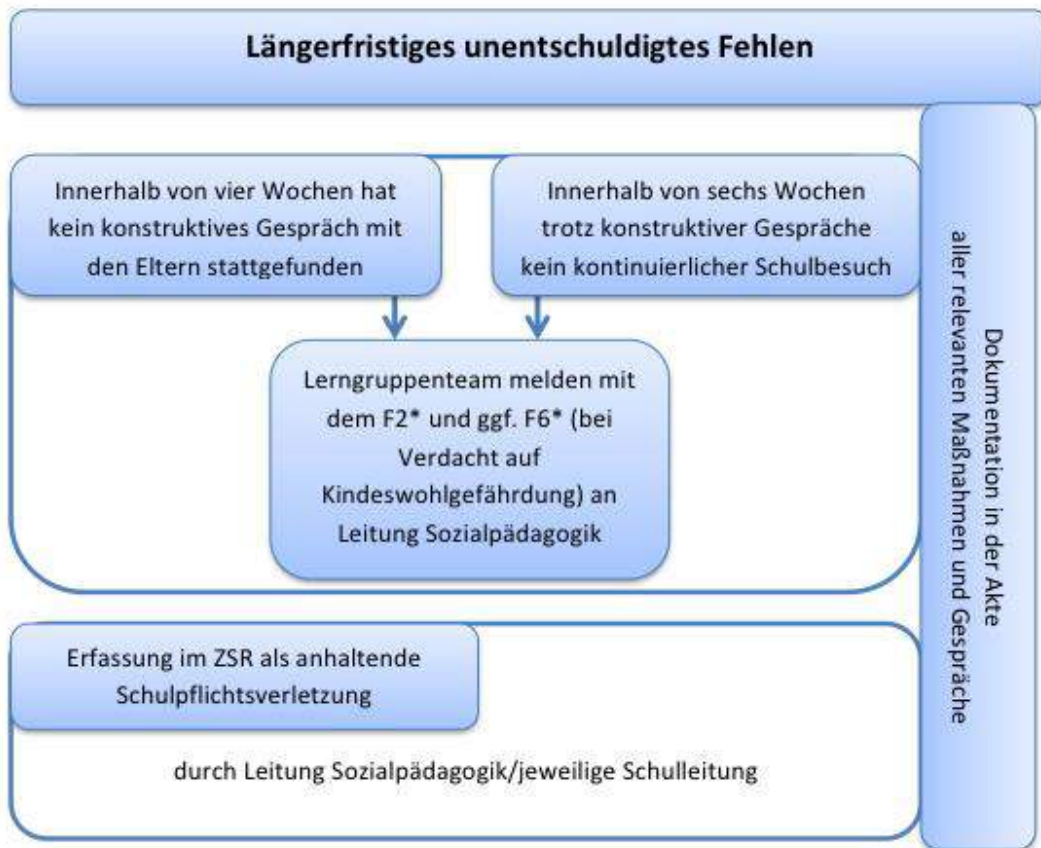 Längerfristiges unentschuldigtes Fehlen
Innerhalb von vier Wochen hat
kein konstruktives Gespräch mit
den Eltern stattgefunden
Innerhalb von sechs Wochen
trotz konstruktiver Gespräche
kein kontinuierlicher Schulbesuch
Lerngruppenteam melden mit
dem F2* und ggf. F6* (bei
Verdacht auf
Kindeswohlgefährdung) an
Leitung Sozialpädagogik
Erfassung im ZSR als anhaltende
Schulpflichtsverletzung
durch Leitung Sozialpädagogik/jeweilige Schulleitung
Dokumentation in der Akte
aller relevanten Maßnahmen und Gespräche